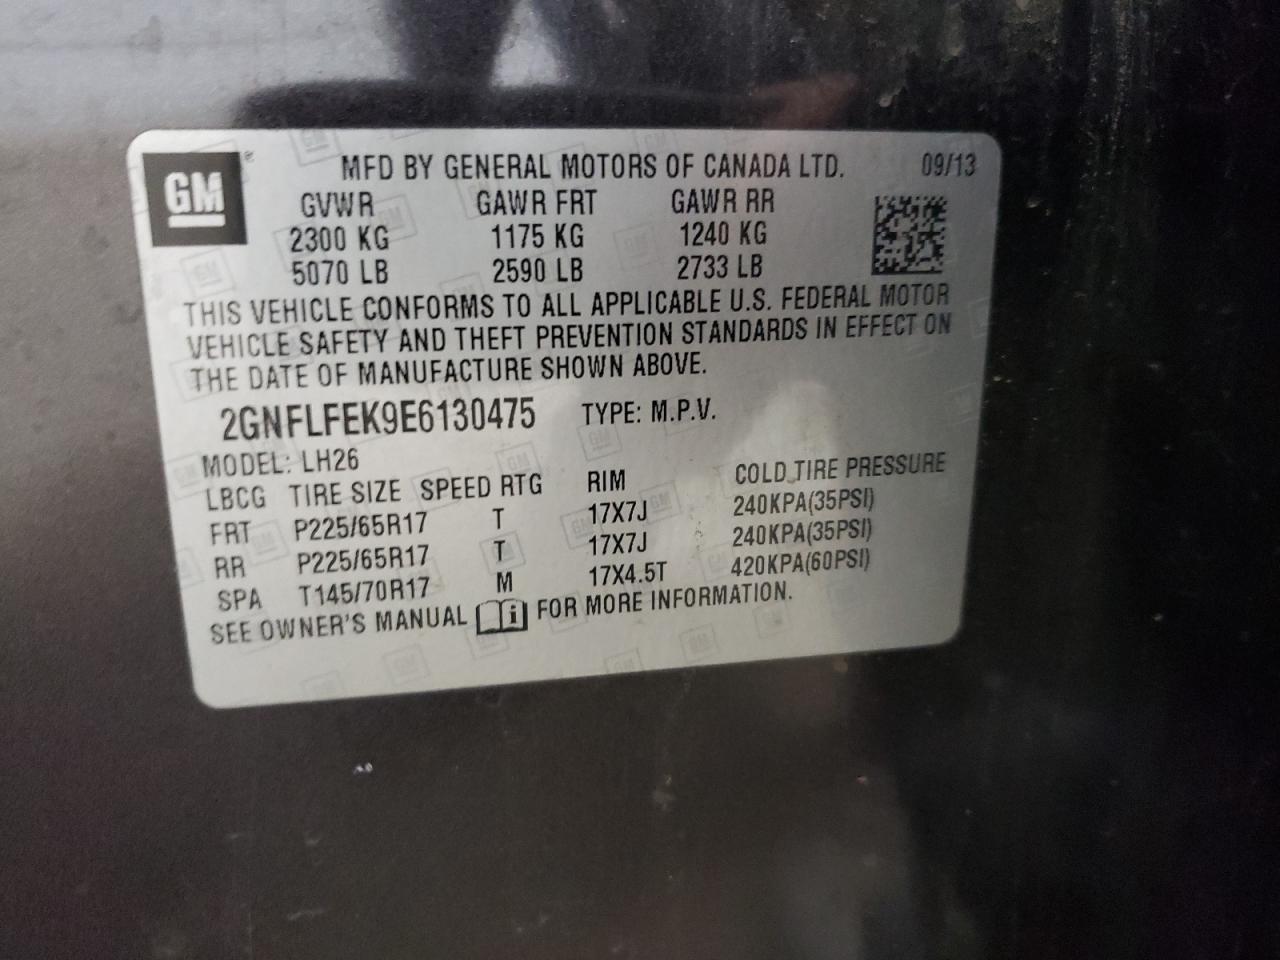 GM ® MFD BY GENERAL MOTORS OF CANADA LTD. 09/13
GVWR GAWR FRT GAWR RR
2300 KG 1175 KG 1240 KG
5070 LB 2590 LB 2733 LB
THIS VEHICLE CONFORMS TO ALL APPLICABLE U.S. FEDERAL MOTOR
VEHICLE SAFETY AND THEFT PREVENTION STANDARDS IN EFFECT ON
THE DATE OF MANUFACTURE SHOWN ABOVE.
2GNFLFEK9E6130475 TYPE: M.P.V.
MODEL: LH26
LBCG TIRE SIZE SPEED RTG RIM COLD TIRE PRESSURE
FRT P225/65R17 T 17X7J 240KPA(35PSI)
RR P225/65R17 T 17X7J 240KPA(35PSI)
SPA T145/70R17 M 17X4.5T 420KPA(60PSI)
SEE OWNER'S MANUAL i FOR MORE INFORMATION.